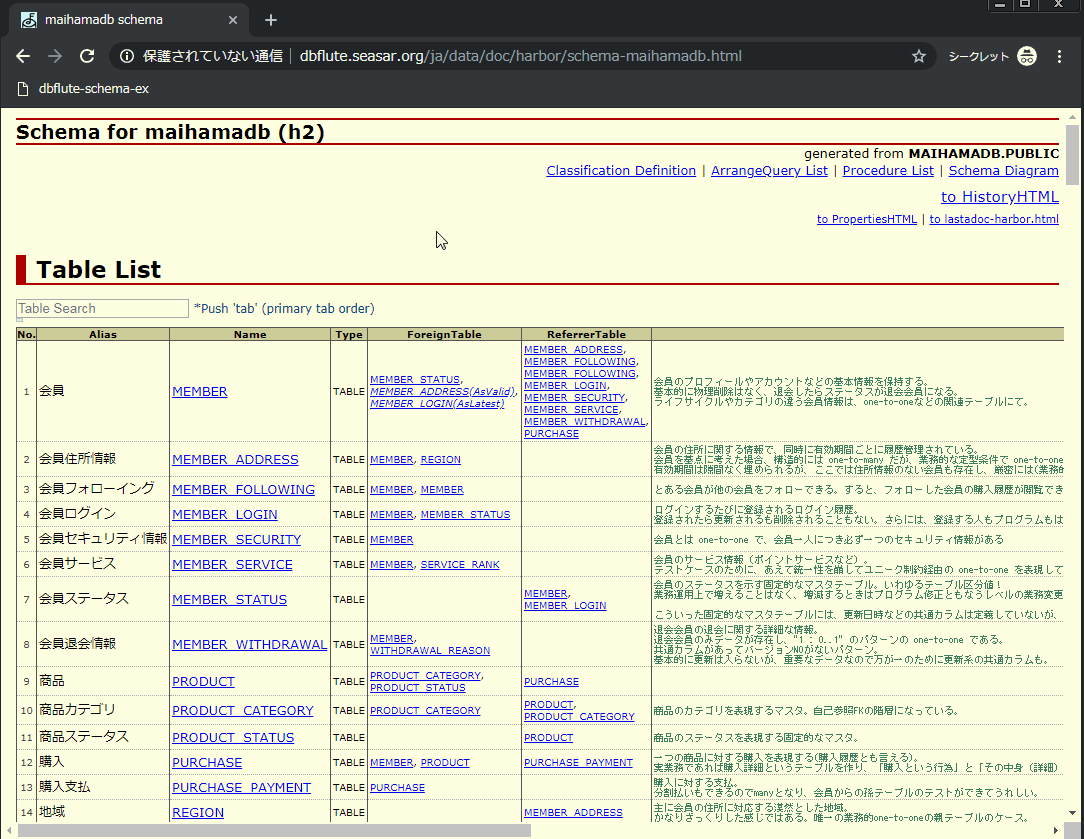 maihamadb schema
保護されていない通信 dbflute.seasar.org/ja/data/doc/harbor/schema-maihamadb.html シークレット
dbflute-schema-ex
Schema for maihamadb (h2)
generated from MAIHAMADB.PUBLIC
Classification Definition | ArrangeQuery List | Procedure List | Schema Diagram
to HistoryHTML
to PropertiesHTML | to lastadoc-harbor.html
Table List
Table Search *Push 'tab' (primary tab order)
No. Alias Name Type ForeignTable ReferrerTable
1 会員 MEMBER TABLE
MEMBER_STATUS,
MEMBER_ADDRESS(AsValid),
MEMBER_LOGIN(AsLatest)
MEMBER_ADDRESS,
MEMBER_FOLLOWING,
MEMBER_FOLLOWING,
MEMBER_LOGIN,
MEMBER_SECURITY,
MEMBER_SERVICE,
MEMBER_WITHDRAWAL,
PURCHASE
会員のプロフィールやアカウントなどの基本情報を保持する。
基本的に物理削除はなく、退会したらステータスが退会会員になる。
ライフサイクルやカテゴリの違う会員情報は、one-to-oneなどの関連テーブルにて。
2 会員住所情報 MEMBER_ADDRESS TABLE MEMBER, REGION
会員の住所に関する情報で、同時に有効期間ごとに履歴管理されている。
会員を基点に考えた場合、構造的には one-to-many だが、業務的な定型条件で one-to-one
有効期間は隙間なく埋められるが、ここでは住所情報のない会員も存在し、厳密には(業務的
3 会員フォローイング MEMBER_FOLLOWING TABLE MEMBER, MEMBER
とある会員が他の会員をフォローできる。すると、フォローした会員の購入履歴が閲覧でき
4 会員ログイン MEMBER_LOGIN TABLE MEMBER, MEMBER_STATUS
ログインするたびに登録されるログイン履歴。
登録されたら更新されるも削除されることもない。さらには、登録する人もプログラムもは
5 会員セキュリティ情報 MEMBER_SECURITY TABLE MEMBER
会員とは one-to-one で、会員一人につき必ず一つのセキュリティ情報がある
6 会員サービス MEMBER_SERVICE TABLE MEMBER, SERVICE_RANK
会員のサービス情報（ポイントサービスなど）。
テストケースのために、あえて統一性を崩してユニーク制約経由の one-to-one を表現して
7 会員ステータス MEMBER_STATUS TABLE
MEMBER,
MEMBER_LOGIN
会員のステータスを示す固定的なマスタテーブル。いわゆるテーブル区分値！
業務運用上で増えることはなく、増減するときはプログラム修正ともなうレベルの業務変更
こういった固定的なマスタテーブルには、更新日時などの共通カラムは定義していないが、
8 会員退会情報 MEMBER_WITHDRAWAL TABLE
MEMBER,
WITHDRAWAL_REASON
退会会員の退会に関する詳細な情報。
退会会員のみデータが存在し、"1 : 0..1" のパターンの one-to-one である。
共通カラムがあってバージョンNOがないパターン。
基本的に更新は入らないが、重要なデータなので万が一のために更新系の共通カラムも。
9 商品 PRODUCT TABLE
PRODUCT_CATEGORY,
PRODUCT_STATUS
PURCHASE
10 商品カテゴリ PRODUCT_CATEGORY TABLE PRODUCT_CATEGORY
PRODUCT,
PRODUCT_CATEGORY
商品のカテゴリを表現するマスタ。自己参照FKの階層になっている。
11 商品ステータス PRODUCT_STATUS TABLE PRODUCT
商品のステータスを表現する固定的なマスタ。
12 購入 PURCHASE TABLE MEMBER, PRODUCT PURCHASE_PAYMENT
一つの商品に対する購入を表現する(購入履歴とも言える)。
実業務であれば購入詳細というテーブルを作り、「購入という行為」と「その中身（詳細）
13 購入支払 PURCHASE_PAYMENT TABLE PURCHASE
購入に対する支払。
分割払いもできるのでmanyとなり、会員からの孫テーブルのテストができてうれしい。
14 地域 REGION TABLE MEMBER_ADDRESS
主に会員の住所に対応する漠然とした地域。
かなりざっくりした感じではある。唯一の業務的one-to-oneの親テーブルのケース。